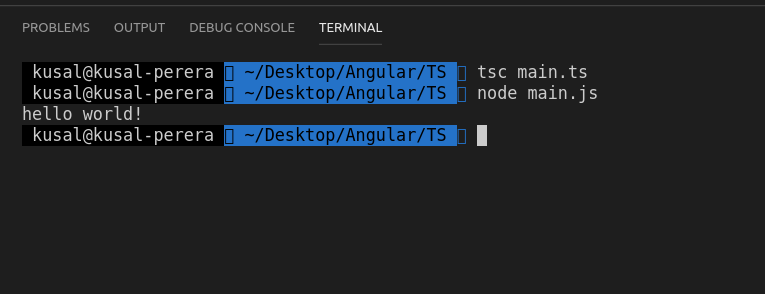 PROBLEMS OUTPUT DEBUG CONSOLE TERMINAL
kusal@kusal-perera ~/Desktop/Angular/TS tsc main.ts
kusal@kusal-perera ~/Desktop/Angular/TS node main.js
hello world!
kusal@kusal-perera ~/Desktop/Angular/TS